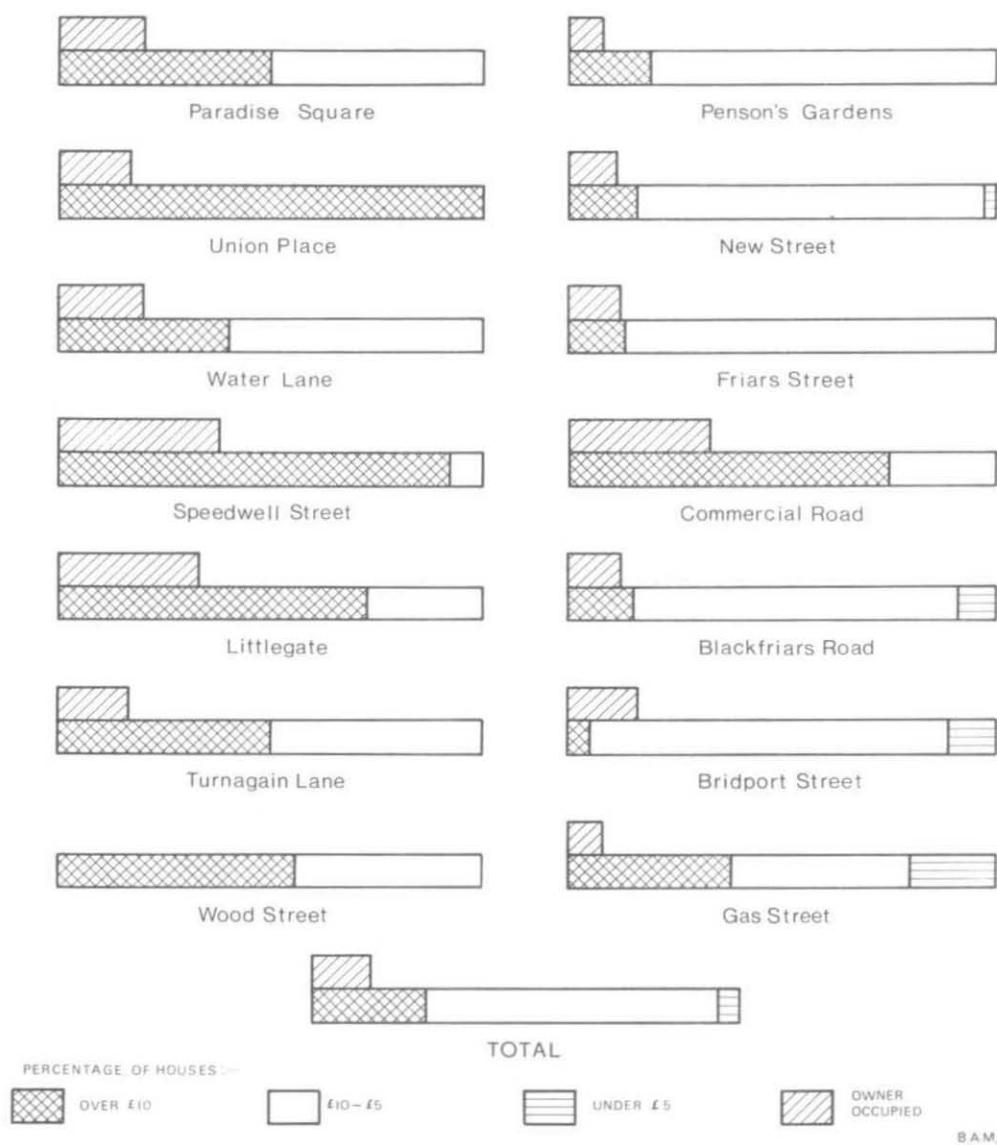 Paradise Square
Penson's Gardens
Union Place
New Street
Water Lane
Friars Street
Speedwell Street
Commercial Road
Littlegate
Blackfriars Road
Turnagain Lane
Bridport Street
Wood Street
Gas Street
TOTAL
PERCENTAGE OF HOUSES:-
OVER £10
£10-£5
UNDER £5
OWNER
OCCUPIED
BAM